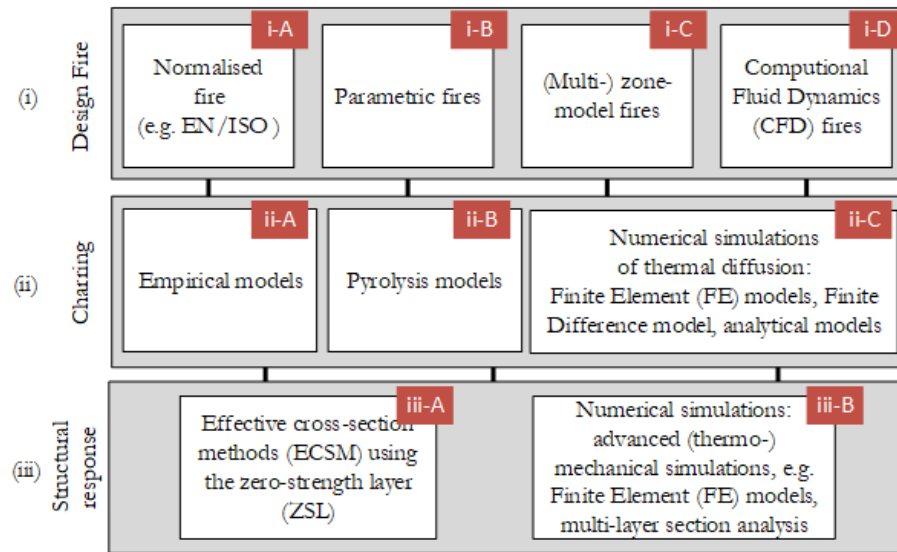 (i)
Design Fire
i-A
Normalised
fire
(e.g. EN/ISO )
i-B
Parametric fires
i-C
(Multi-) zone-
model fires
i-D
Computional
Fluid Dynamics
(CFD) fires
(ii)
Charring
ii-A
Empirical models
ii-B
Pyrolysis models
ii-C
Numerical simulations
of thermal diffusion:
Finite Element (FE) models, Finite
Difference model, analytical models
(iii)
Structural
response
iii-A
Effective cross-section
methods (ECSM) using
the zero-strength layer
(ZSL)
iii-B
Numerical simulations:
advanced (thermo-)
mechanical simulations, e.g.
Finite Element (FE) models,
multi-layer section analysis